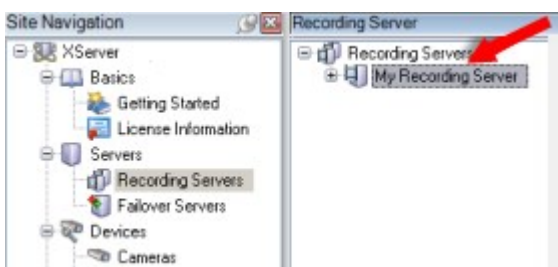 Site Navigation
XServer
Basics
Getting Started
License Information
Servers
Recording Servers
Failover Servers
Devices
Cameras
Recording Server
Recording Servers
My Recording Server